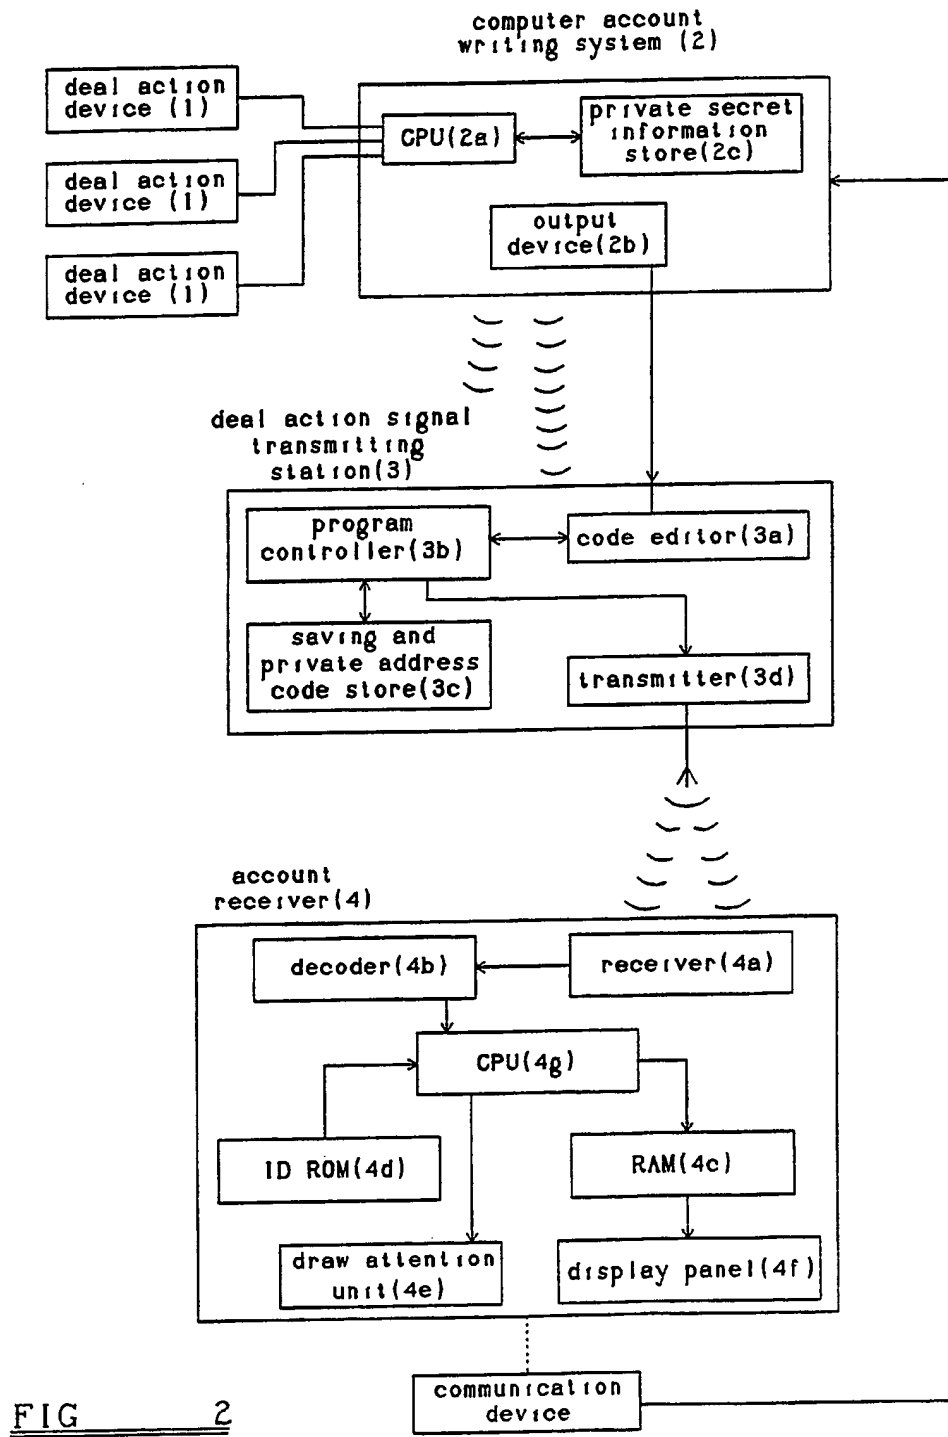 computer account
writing system (2)
deal action
device (1)
deal action
device (1)
deal action
device (1)
CPU(2a)
private secret
information
store(2c)
output
device(2b)
deal action signal
transmitting
station(3)
program
controller(3b)
code editor(3a)
saving and
private address
code store(3c)
transmitter(3d)
account
receiver(4)
decoder(4b)
receiver(4a)
CPU(4g)
ID ROM(4d)
RAM(4c)
draw attention
unit(4e)
display panel(4f)
communication
device
FIG 2